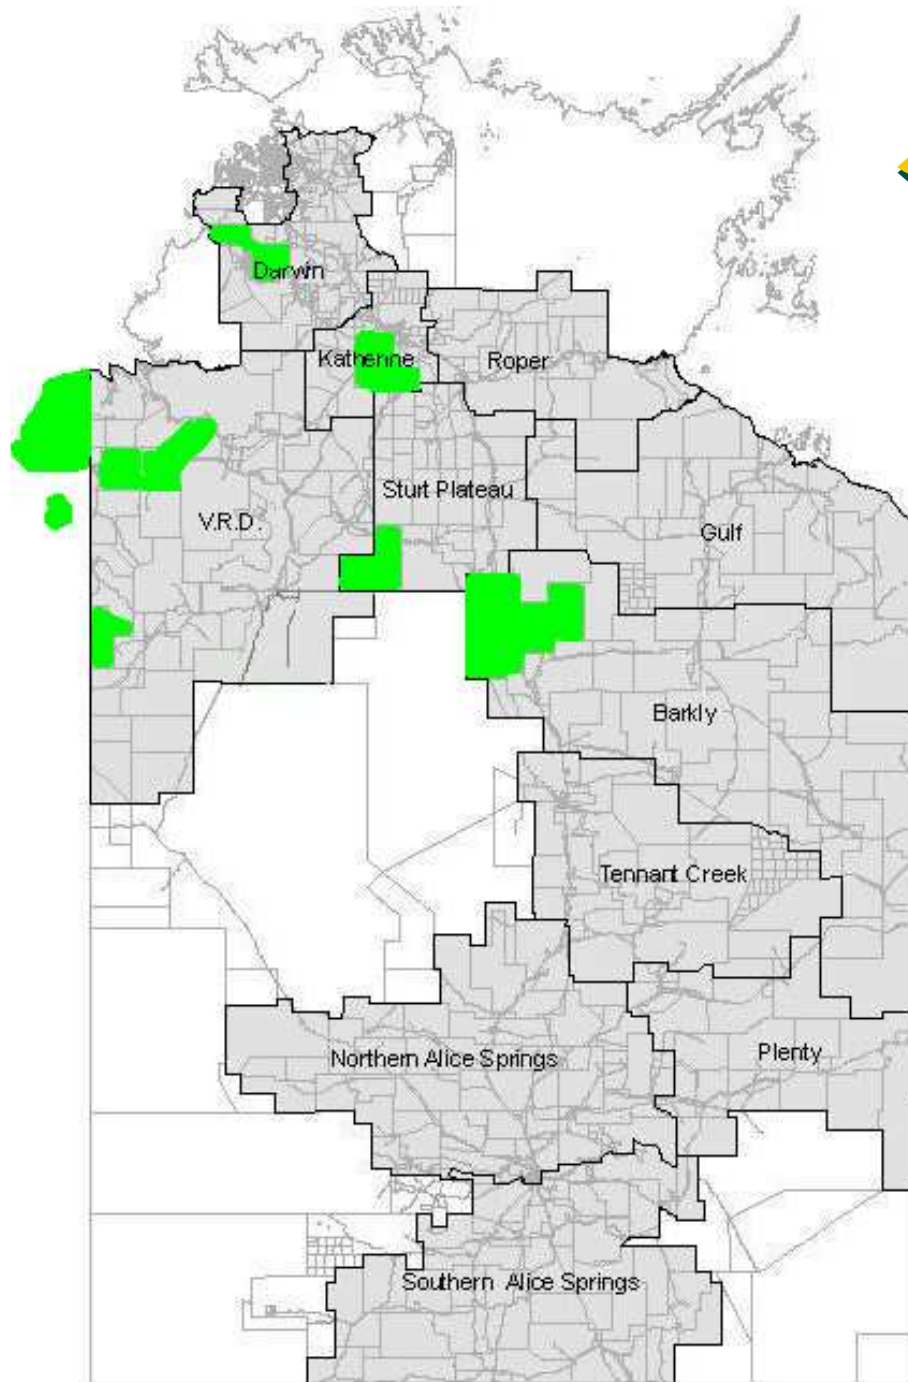 Darwin
Katherine
Roper
Sturt Plateau
V.R.D.
Gulf
Barkly
Tennant Creek
Northern Alice Springs
Plenty
Southern Alice Springs